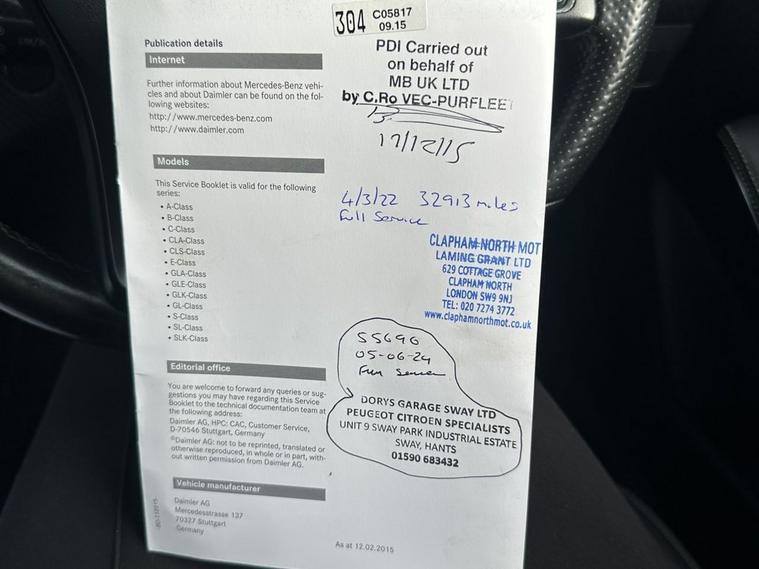 304 C05817
09.15
Publication details
Internet
Further information about Mercedes-Benz vehi-
cles and about Daimler can be found on the fol-
lowing websites:
http://www.mercedes-benz.com
http://www.daimler.com
Models
This Service Booklet is valid for the following
series:
• A-Class
• B-Class
• C-Class
• CLA-Class
• CLS-Class
• E-Class
• GLA-Class
• GLE-Class
• GLK-Class
• GL-Class
• S-Class
• SL-Class
• SLK-Class
Editorial office
You are welcome to forward any queries or sug-
gestions you may have regarding this Service
Booklet to the technical documentation team at
the following address:
Daimler AG, HPC: CAC, Customer Service,
D-70546 Stuttgart, Germany
©Daimler AG: not to be reprinted, translated or
otherwise reproduced, in whole or in part, with-
out written permission from Daimler AG.
Vehicle manufacturer
Daimler AG
Mercedesstrasse 137
70327 Stuttgart
Germany
PDI Carried out
on behalf of
MB UK LTD
by C.Ro VEC-PURFLEET
17/12/15
4/3/22 32913 miles
Full Service
CLAPHAM NORTH MOT
LAMING GRANT LTD
629 COTTAGE GROVE
CLAPHAM NORTH
LONDON SW9 9NJ
TEL: 020 7274 3772
www.claphamnorthmot.co.uk
55696
05-06-24
Full Service
DORYS GARAGE SWAY LTD
PEUGEOT CITROEN SPECIALISTS
UNIT 9 SWAY PARK INDUSTRIAL ESTATE
SWAY, HANTS
01590 683432
As at 12.02.2015